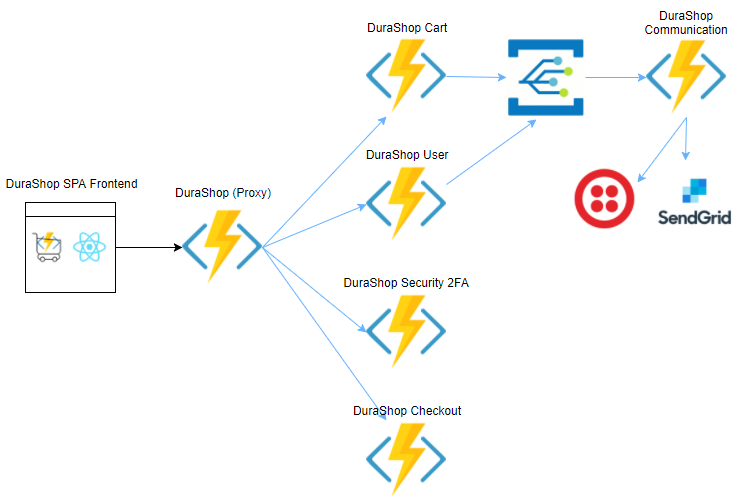 DuraShop
Communication
DuraShop Cart
DuraShop User
DuraShop SPA Frontend
DuraShop (Proxy)
SendGrid
DuraShop Security 2FA
DuraShop Checkout